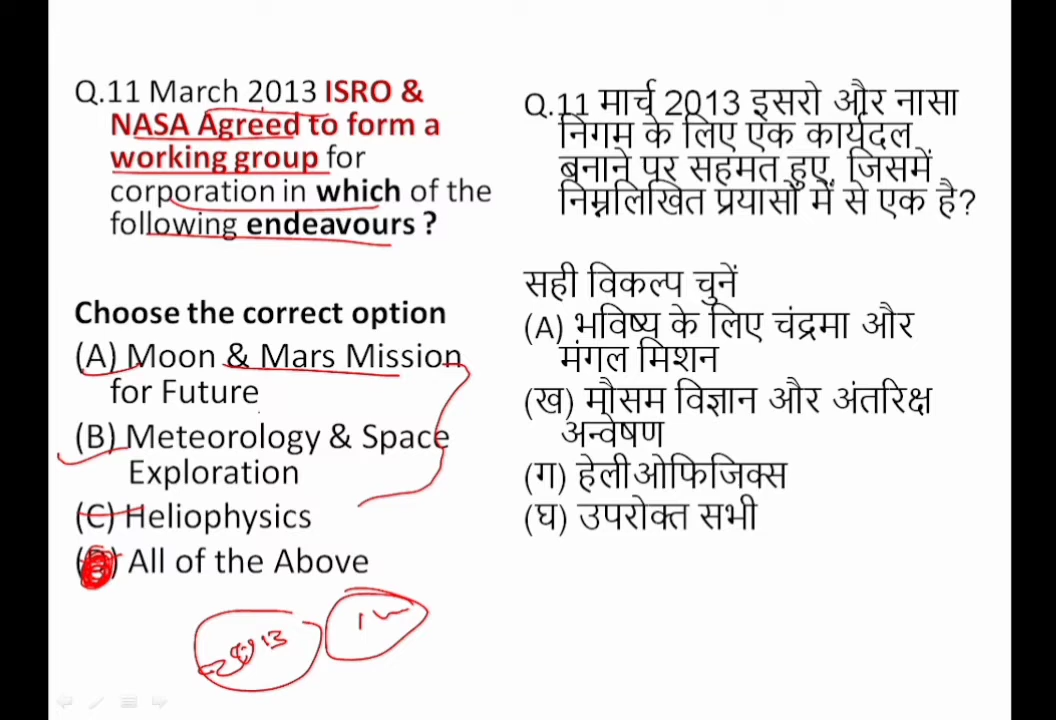 Q.11 March 2013 ISRO &
NASA Agreed to form a
working group for
corporation in which of the
following endeavours ?
Choose the correct option
(A) Moon & Mars Mission
for Future
(B) Meteorology & Space
Exploration
(C) Heliophysics
All of the Above
2013
Q.11 मार्च 2013 इसरो और नासा
निगम के लिए एक कार्यदल
बनाने पर सहमत हुए, जिसमें
निम्नलिखित प्रयासों में से एक है?
सही विकल्प चुनें
(A) भविष्य के लिए चंद्रमा और
मंगल मिशन
(ख) मौसम विज्ञान और अंतरिक्ष
अन्वेषण
(ग) हेलीओफिजिक्स
(घ) उपरोक्त सभी